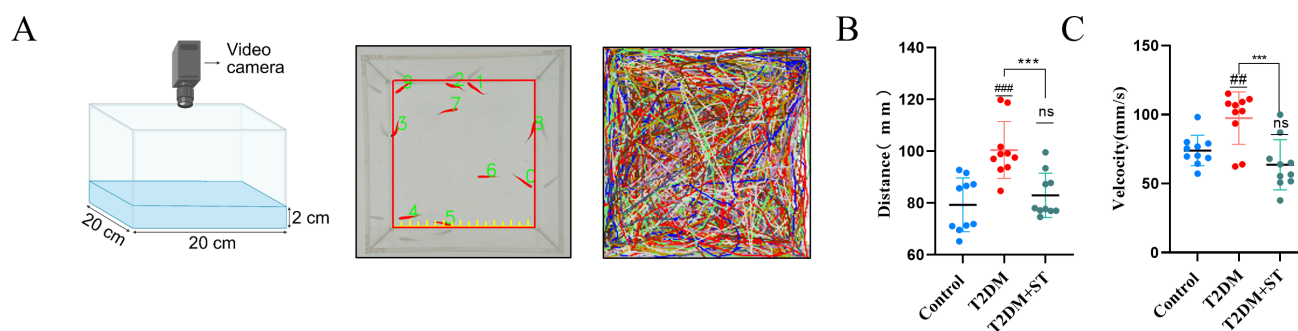 A
Video
camera
20 cm
20 cm
2 cm
9
2
1
7
3
8
6
0
4
5
B
Distance( mm)
140
120
100
80
60
###
***
ns
Control
T2DM
T2DM+ST
C
Velcocity(mm/s)
150
100
50
0
##
***
ns
Control
T2DM
T2DM+ST